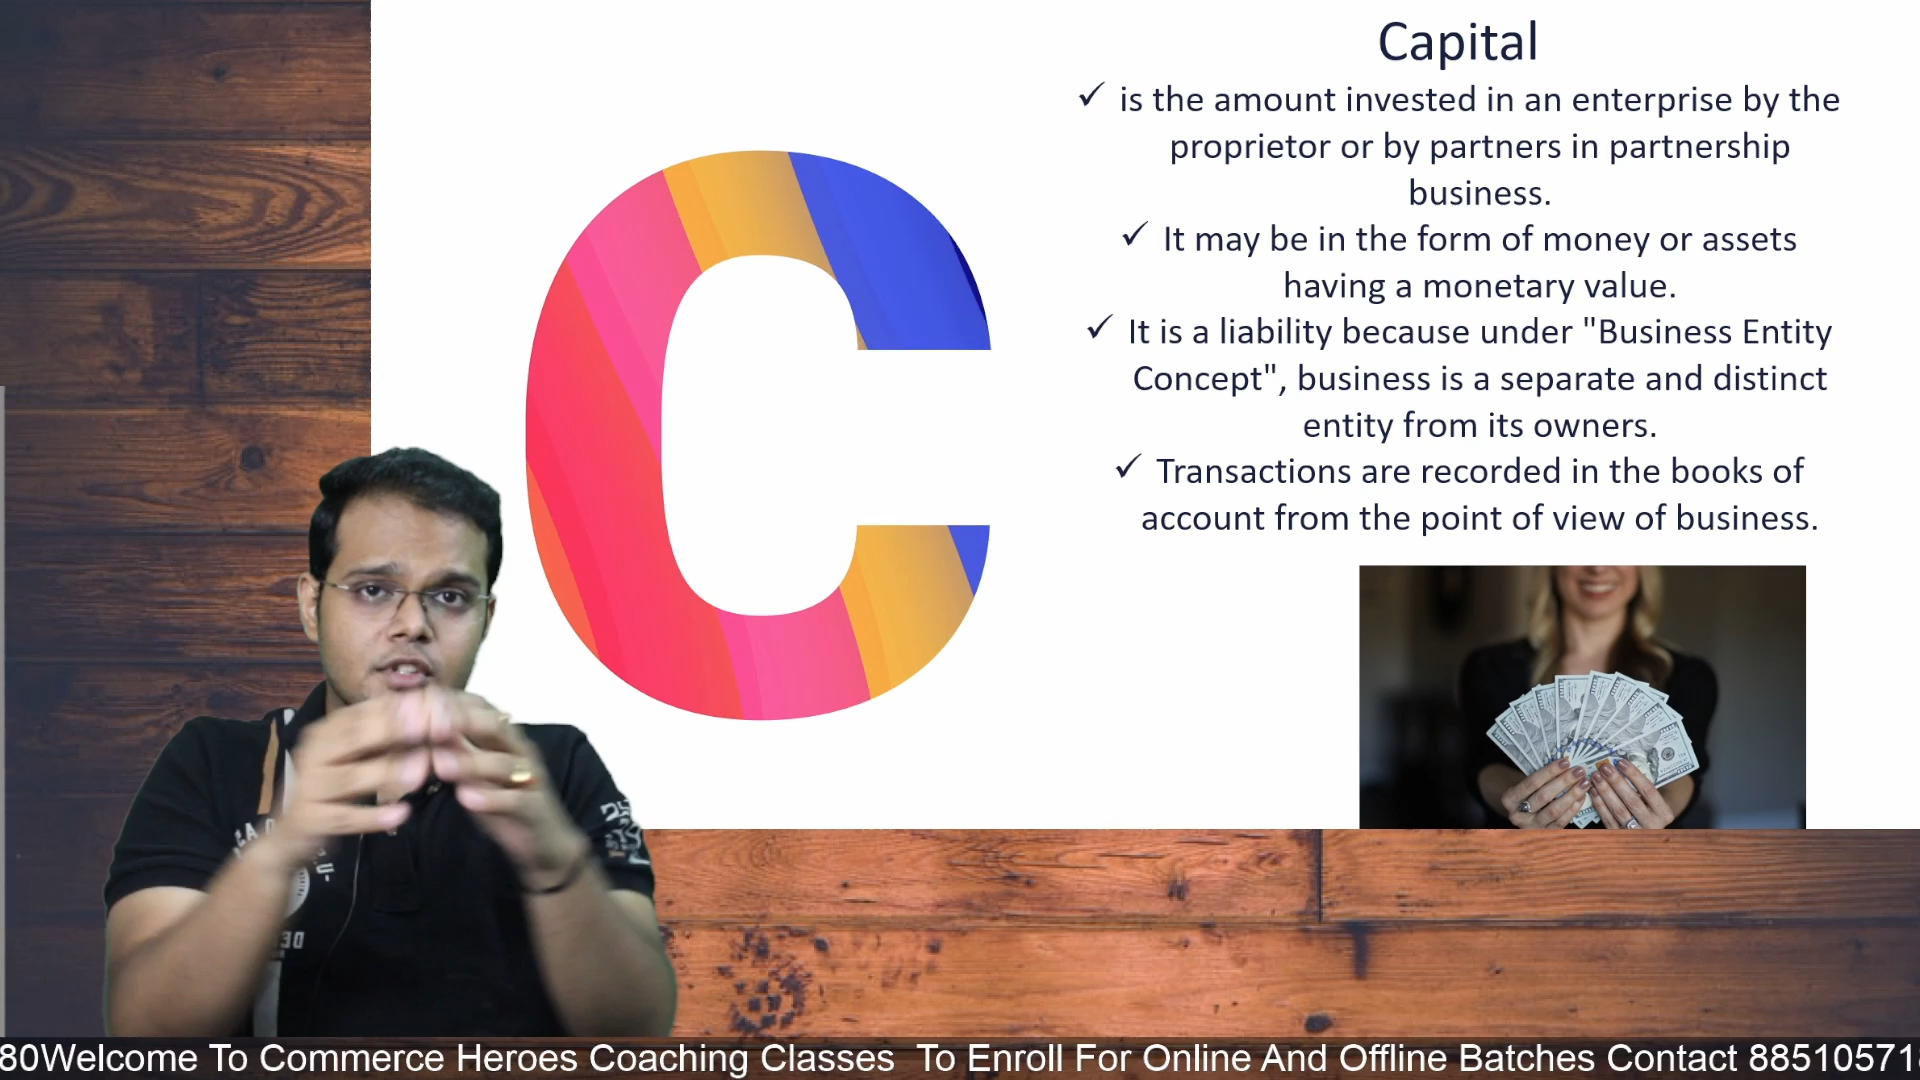 Capital
✓ is the amount invested in an enterprise by the
proprietor or by partners in partnership
business.
✓ It may be in the form of money or assets
having a monetary value.
✓ It is a liability because under "Business Entity
Concept", business is a separate and distinct
entity from its owners.
✓ Transactions are recorded in the books of
account from the point of view of business.
C
80Welcome To Commerce Heroes Coaching Classes To Enroll For Online And Offline Batches Contact 8851057